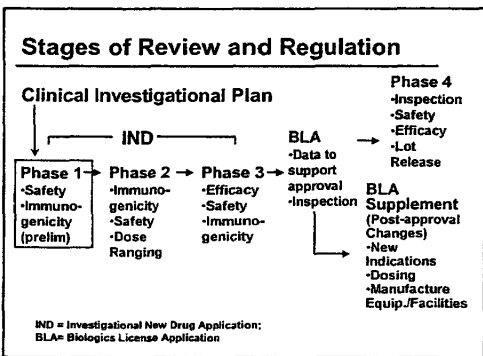 Stages of Review and Regulation
Clinical Investigational Plan
IND
Phase 1
•Safety
•Immuno-
genicity
(prelim)
Phase 2
•Immuno-
genicity
•Safety
•Dose
Ranging
Phase 3
•Efficacy
•Safety
•Immuno-
genicity
BLA
•Data to
support
approval
•Inspection
Phase 4
•Inspection
•Safety
•Efficacy
•Lot
Release
BLA
Supplement
(Post-approval
Changes)
•New
Indications
•Dosing
•Manufacture
Equip./Facilities
IND = Investigational New Drug Application;
BLA= Biologics License Application